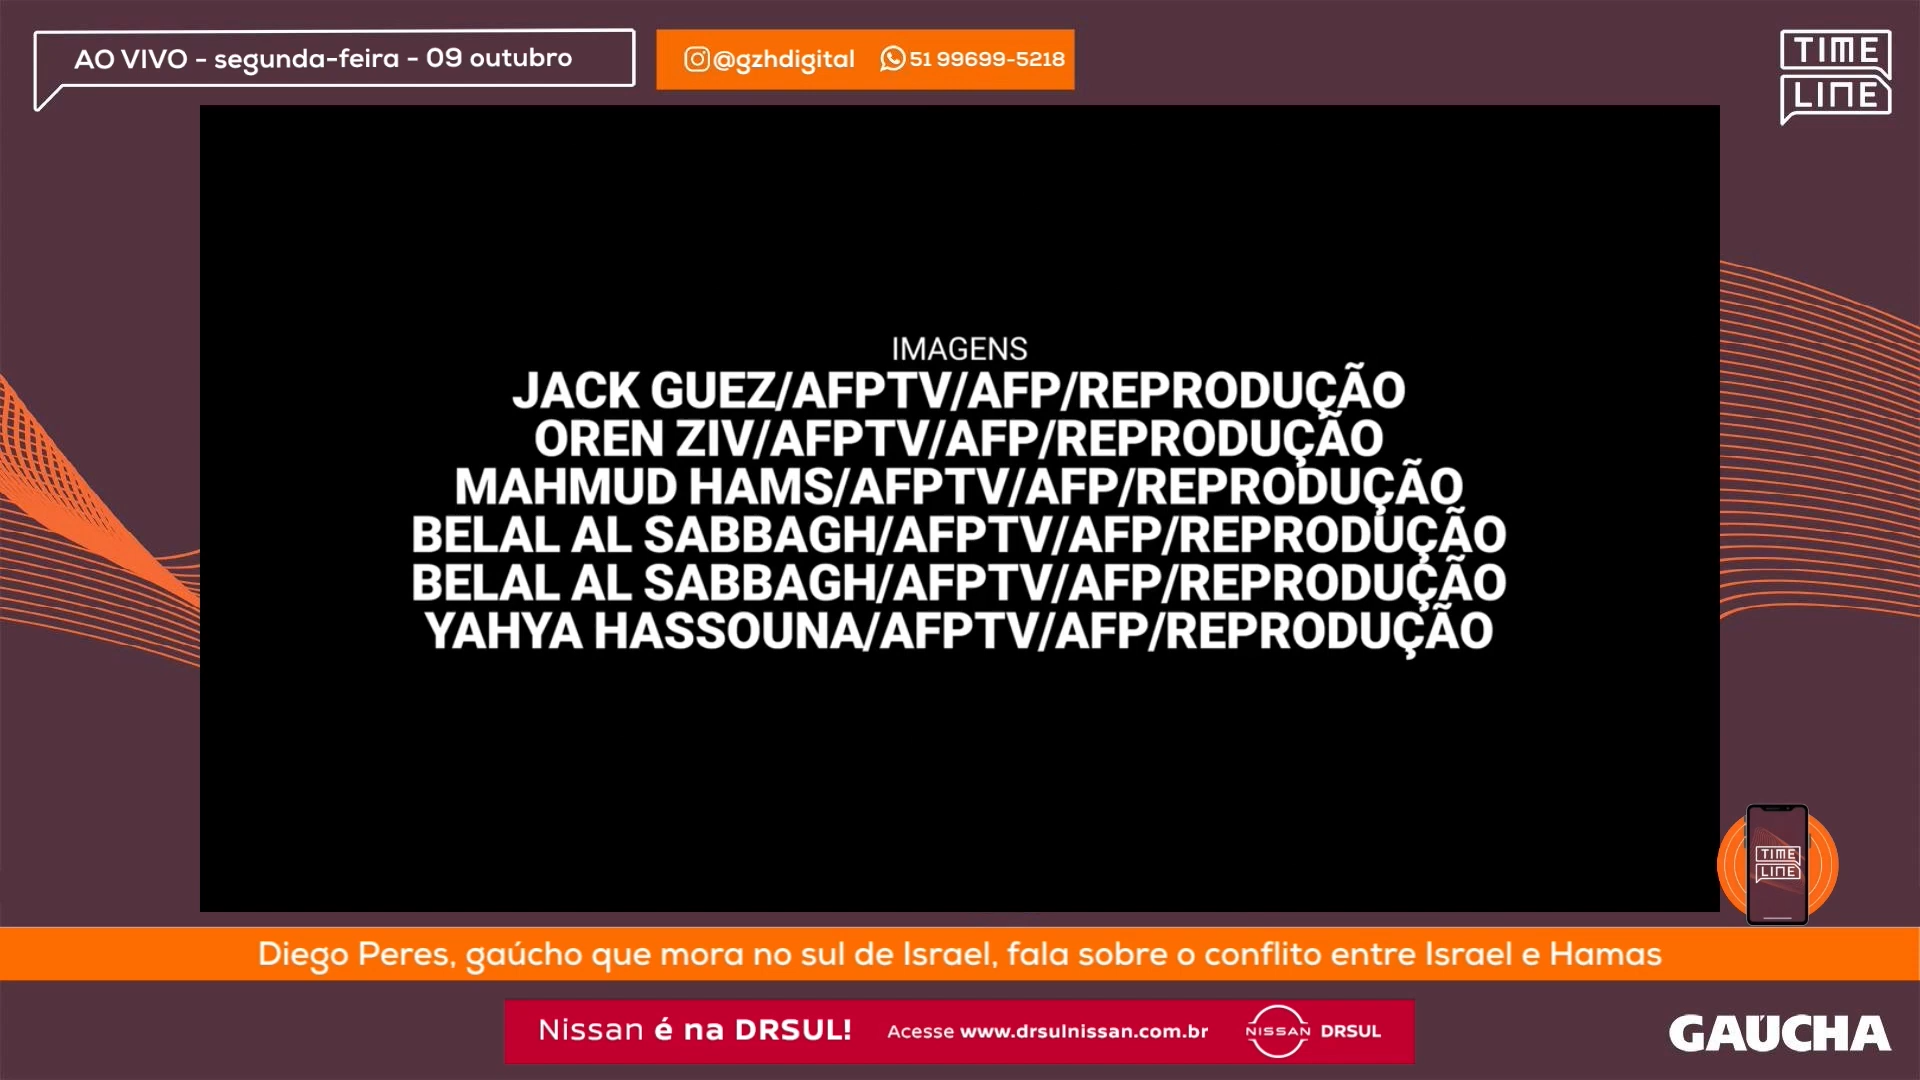 AO VIVO - segunda-feira - 09 outubro
@gzhdigital
51 99699-5218
TIME
LINE
IMAGENS
JACK GUEZ/AFPTV/AFP/REPRODUÇÃO
OREN ZIV/AFPTV/AFP/REPRODUÇÃO
MAHMUD HAMS/AFPTV/AFP/REPRODUÇÃO
BELAL AL SABBAGH/AFPTV/AFP/REPRODUÇÃO
BELAL AL SABBAGH/AFPTV/AFP/REPRODUÇÃO
YAHYA HASSOUNA/AFPTV/AFP/REPRODUÇÃO
TIME
LINE
Diego Peres, gaúcho que mora no sul de Israel, fala sobre o conflito entre Israel e Hamas
Nissan é na DRSUL!
Acesse www.drsulnissan.com.br
NISSAN
DRSUL
GAÚCHA